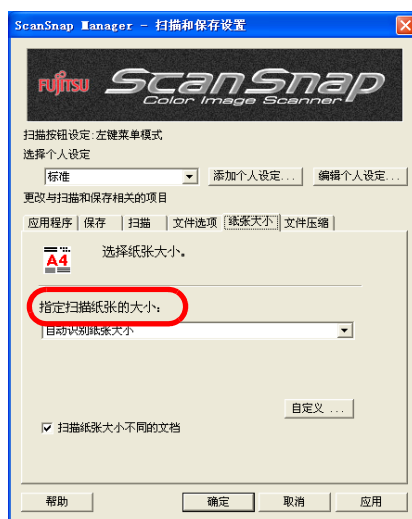 ScanSnap Manager - 扫描和保存设置
FUJITSU ScanSnap
Color Image Scanner
扫描按钮设定:左键菜单模式
选择个人设定
标准 添加个人设定... 编辑个人设定...
更改与扫描和保存相关的项目
应用程序 保存 扫描 文件选项 纸张大小 文件压缩
A4 选择纸张大小。
指定扫描纸张的大小:
自动识别纸张大小
自定义 ...
扫描纸张大小不同的文档
帮助 确定 取消 应用